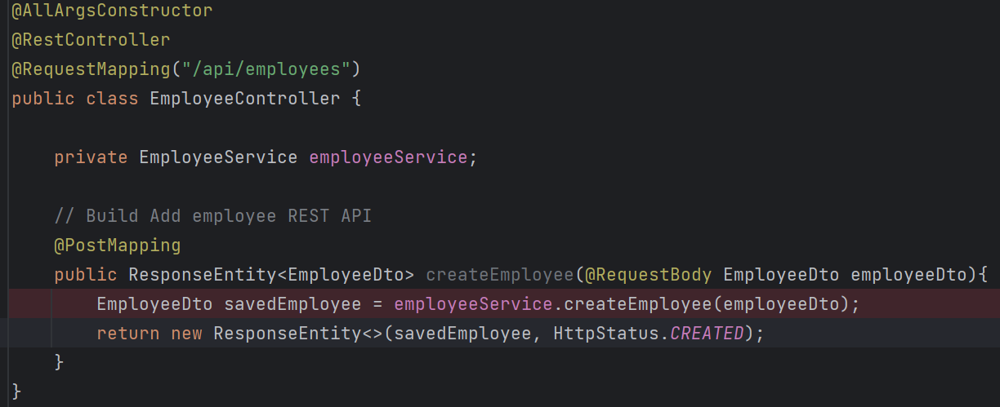 @AllArgsConstructor
@RestController
@RequestMapping("/api/employees")
public class EmployeeController {
private EmployeeService employeeService;
// Build Add employee REST API
@PostMapping
public ResponseEntity<EmployeeDto> createEmployee(@RequestBody EmployeeDto employeeDto){
EmployeeDto savedEmployee = employeeService.createEmployee(employeeDto);
return new ResponseEntity<>(savedEmployee, HttpStatus.CREATED);
}
}